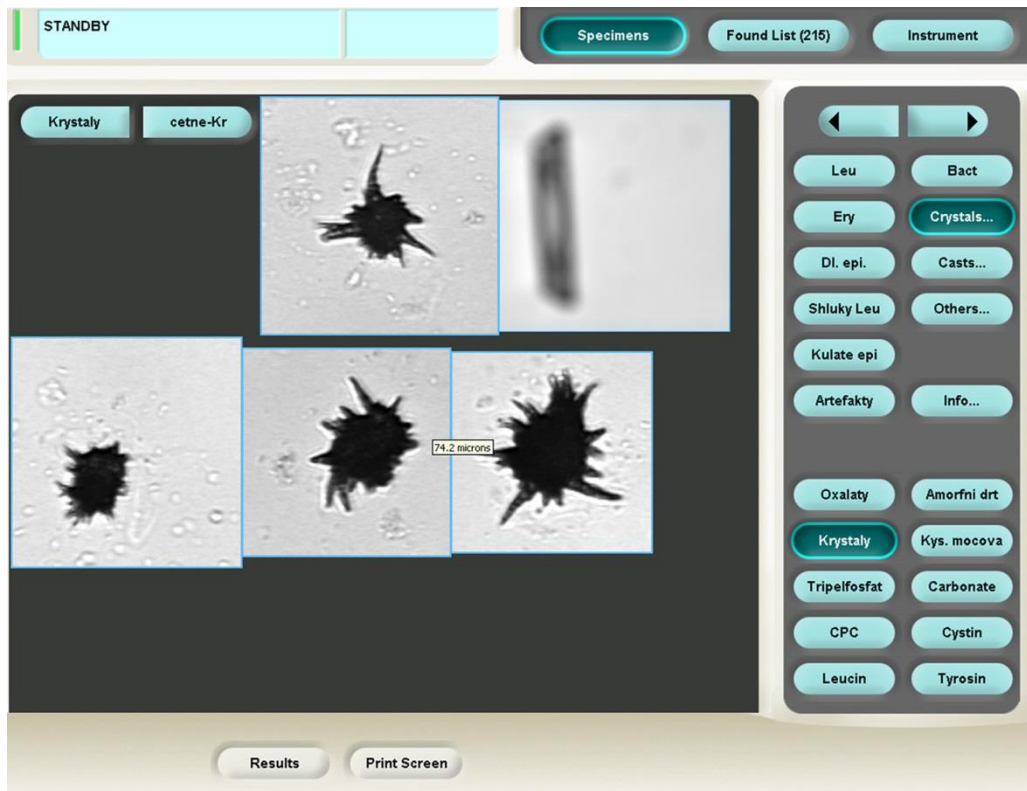 STANDBY
Specimens
Found List (215)
Instrument
Krystaly
cetne-Kr
74.2 microns
Leu
Bact
Ery
Crystals...
Dl. epi.
Casts...
Shluky Leu
Others...
Kulate epi
Artefakty
Info...
Oxalaty
Amorfni drt
Krystaly
Kys. mocova
Tripelfosfat
Carbonate
CPC
Cystin
Leucin
Tyrosin
Results
Print Screen